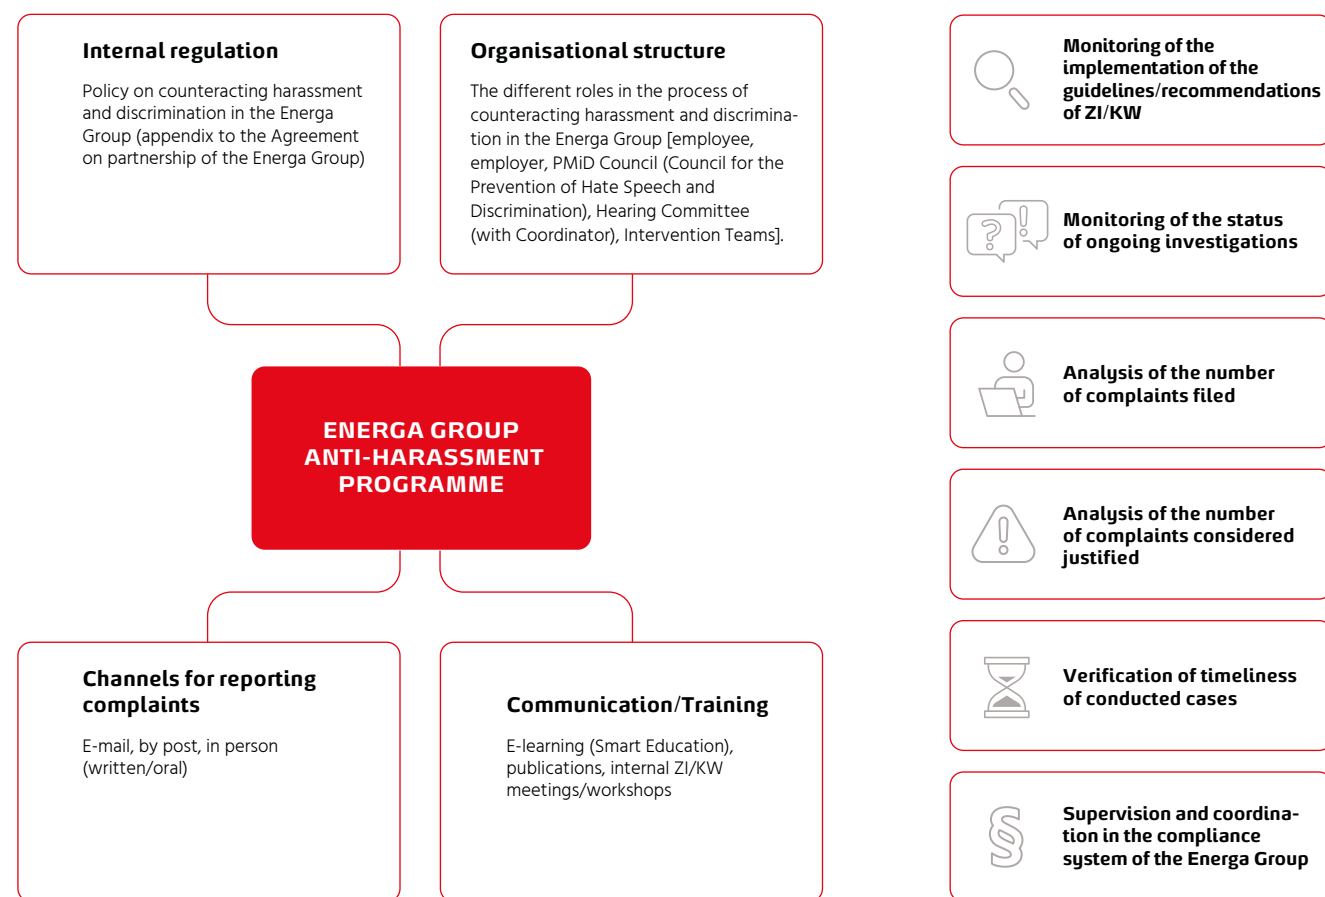 Internal regulation
Policy on counteracting harassment
and discrimination in the Energa
Group (appendix to the Agreement
on partnership of the Energa Group)
Organisational structure
The different roles in the process of
counteracting harassment and discrimina-
tion in the Energa Group [employee,
employer, PMiD Council (Council for the
Prevention of Hate Speech and
Discrimination), Hearing Committee
(with Coordinator), Intervention Teams].
ENERGA GROUP
ANTI-HARASSMENT
PROGRAMME
Channels for reporting
complaints
E-mail, by post, in person
(written/oral)
Communication/Training
E-learning (Smart Education),
publications, internal ZI/KW
meetings/workshops
Monitoring of the
implementation of the
guidelines/recommendations
of ZI/KW
Monitoring of the status
of ongoing investigations
Analysis of the number
of complaints filed
Analysis of the number
of complaints considered
justified
Verification of timeliness
of conducted cases
Supervision and coordina-
tion in the compliance
system of the Energa Group